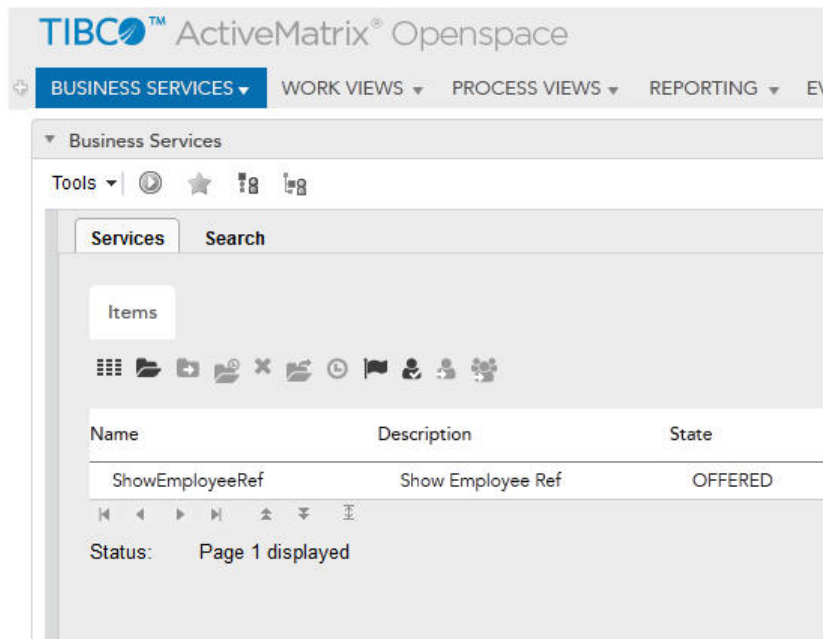 TIBCO™ ActiveMatrix® Openspace
BUSINESS SERVICES WORK VIEWS PROCESS VIEWS REPORTING
Business Services
Tools
Services Search
Items
Name Description State
ShowEmployeeRef Show Employee Ref OFFERED
Status: Page 1 displayed